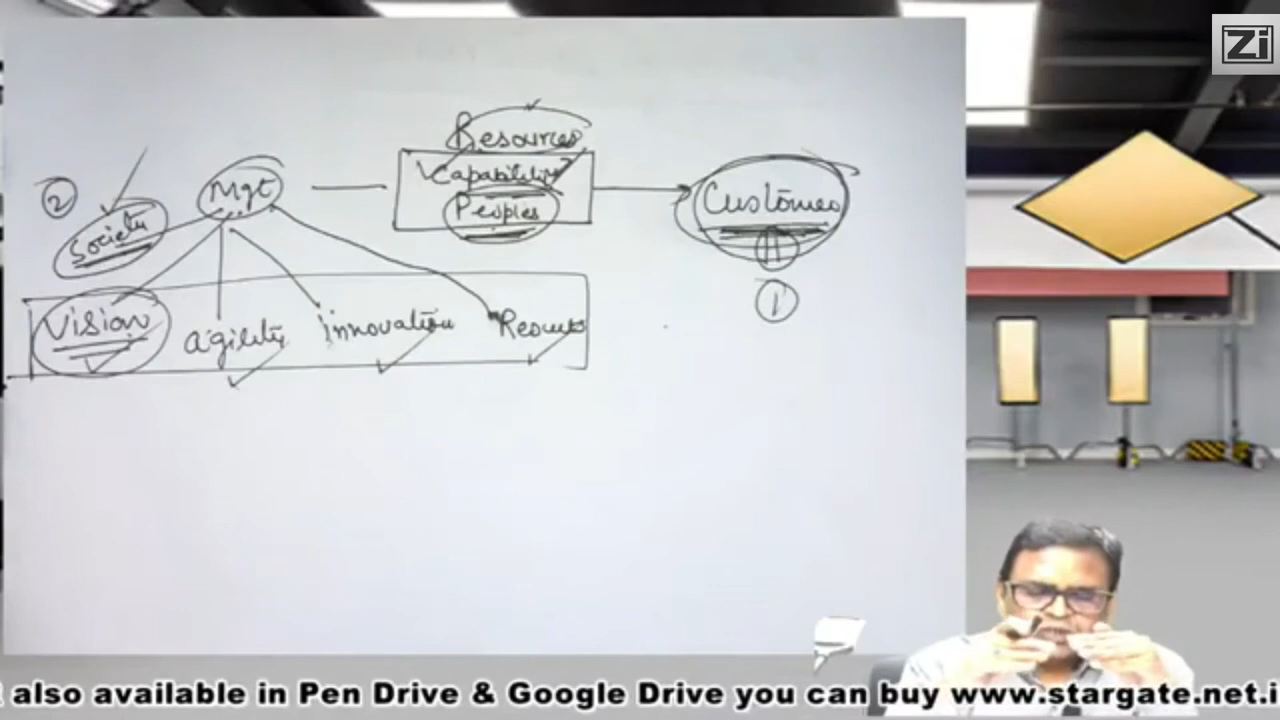 Zi
Resources
Capabilities
Peoples
Mgt
②
Society
Customer
①
Vision
agility
innovation
Results
also available in Pen Drive & Google Drive you can buy www.stargate.net.i